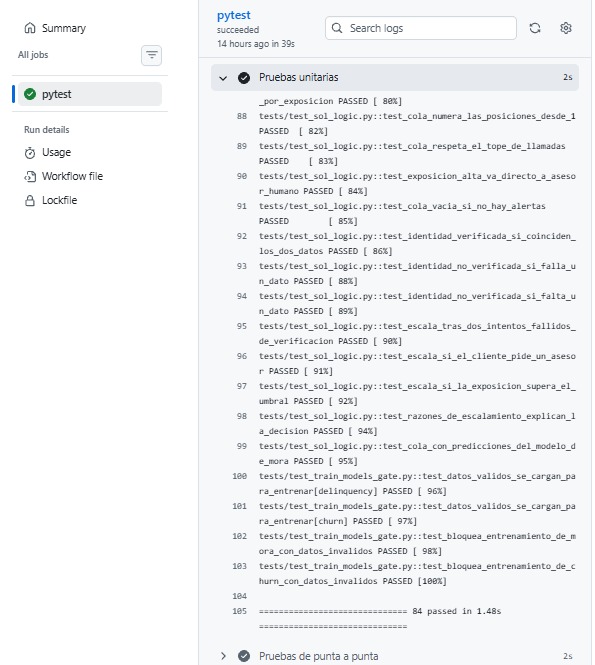 Summary
All jobs
pytest
Run details
Usage
Workflow file
Lockfile
pytest
succeeded
14 hours ago in 39s
Search logs
Pruebas unitarias 2s
_por_exposicion PASSED [ 80%]
88 tests/test_sol_logic.py::test_cola_numera_las_posiciones_desde_1
PASSED [ 82%]
89 tests/test_sol_logic.py::test_cola_respeta_el_tope_de_llamadas
PASSED [ 83%]
90 tests/test_sol_logic.py::test_exposicion_alta_va_directo_a_aseso
r_humano PASSED [ 84%]
91 tests/test_sol_logic.py::test_cola_vacia_si_no_hay_alertas
PASSED [ 85%]
92 tests/test_sol_logic.py::test_identidad_verificada_si_coinciden_
los_dos_datos PASSED [ 86%]
93 tests/test_sol_logic.py::test_identidad_no_verificada_si_falla_u
n_dato PASSED [ 88%]
94 tests/test_sol_logic.py::test_identidad_no_verificada_si_falta_u
n_dato PASSED [ 89%]
95 tests/test_sol_logic.py::test_escala_tras_dos_intentos_fallidos_
de_verificacion PASSED [ 90%]
96 tests/test_sol_logic.py::test_escala_si_el_cliente_pide_un_aseso
r PASSED [ 91%]
97 tests/test_sol_logic.py::test_escala_si_la_exposicion_supera_el_
umbral PASSED [ 92%]
98 tests/test_sol_logic.py::test_razones_de_escalamiento_explican_l
a_decision PASSED [ 94%]
99 tests/test_sol_logic.py::test_cola_con_predicciones_del_modelo_d
e_mora PASSED [ 95%]
100 tests/test_train_models_gate.py::test_datos_validos_se_cargan_pa
ra_entrenar[delinquency] PASSED [ 96%]
101 tests/test_train_models_gate.py::test_datos_validos_se_cargan_pa
ra_entrenar[churn] PASSED [ 97%]
102 tests/test_train_models_gate.py::test_bloquea_entrenamiento_de_m
ora_con_datos_invalidos PASSED [ 98%]
103 tests/test_train_models_gate.py::test_bloquea_entrenamiento_de_c
hurn_con_datos_invalidos PASSED [100%]
104
105 ============================== 84 passed in 1.48s
==============================
Pruebas de punta a punta 2s